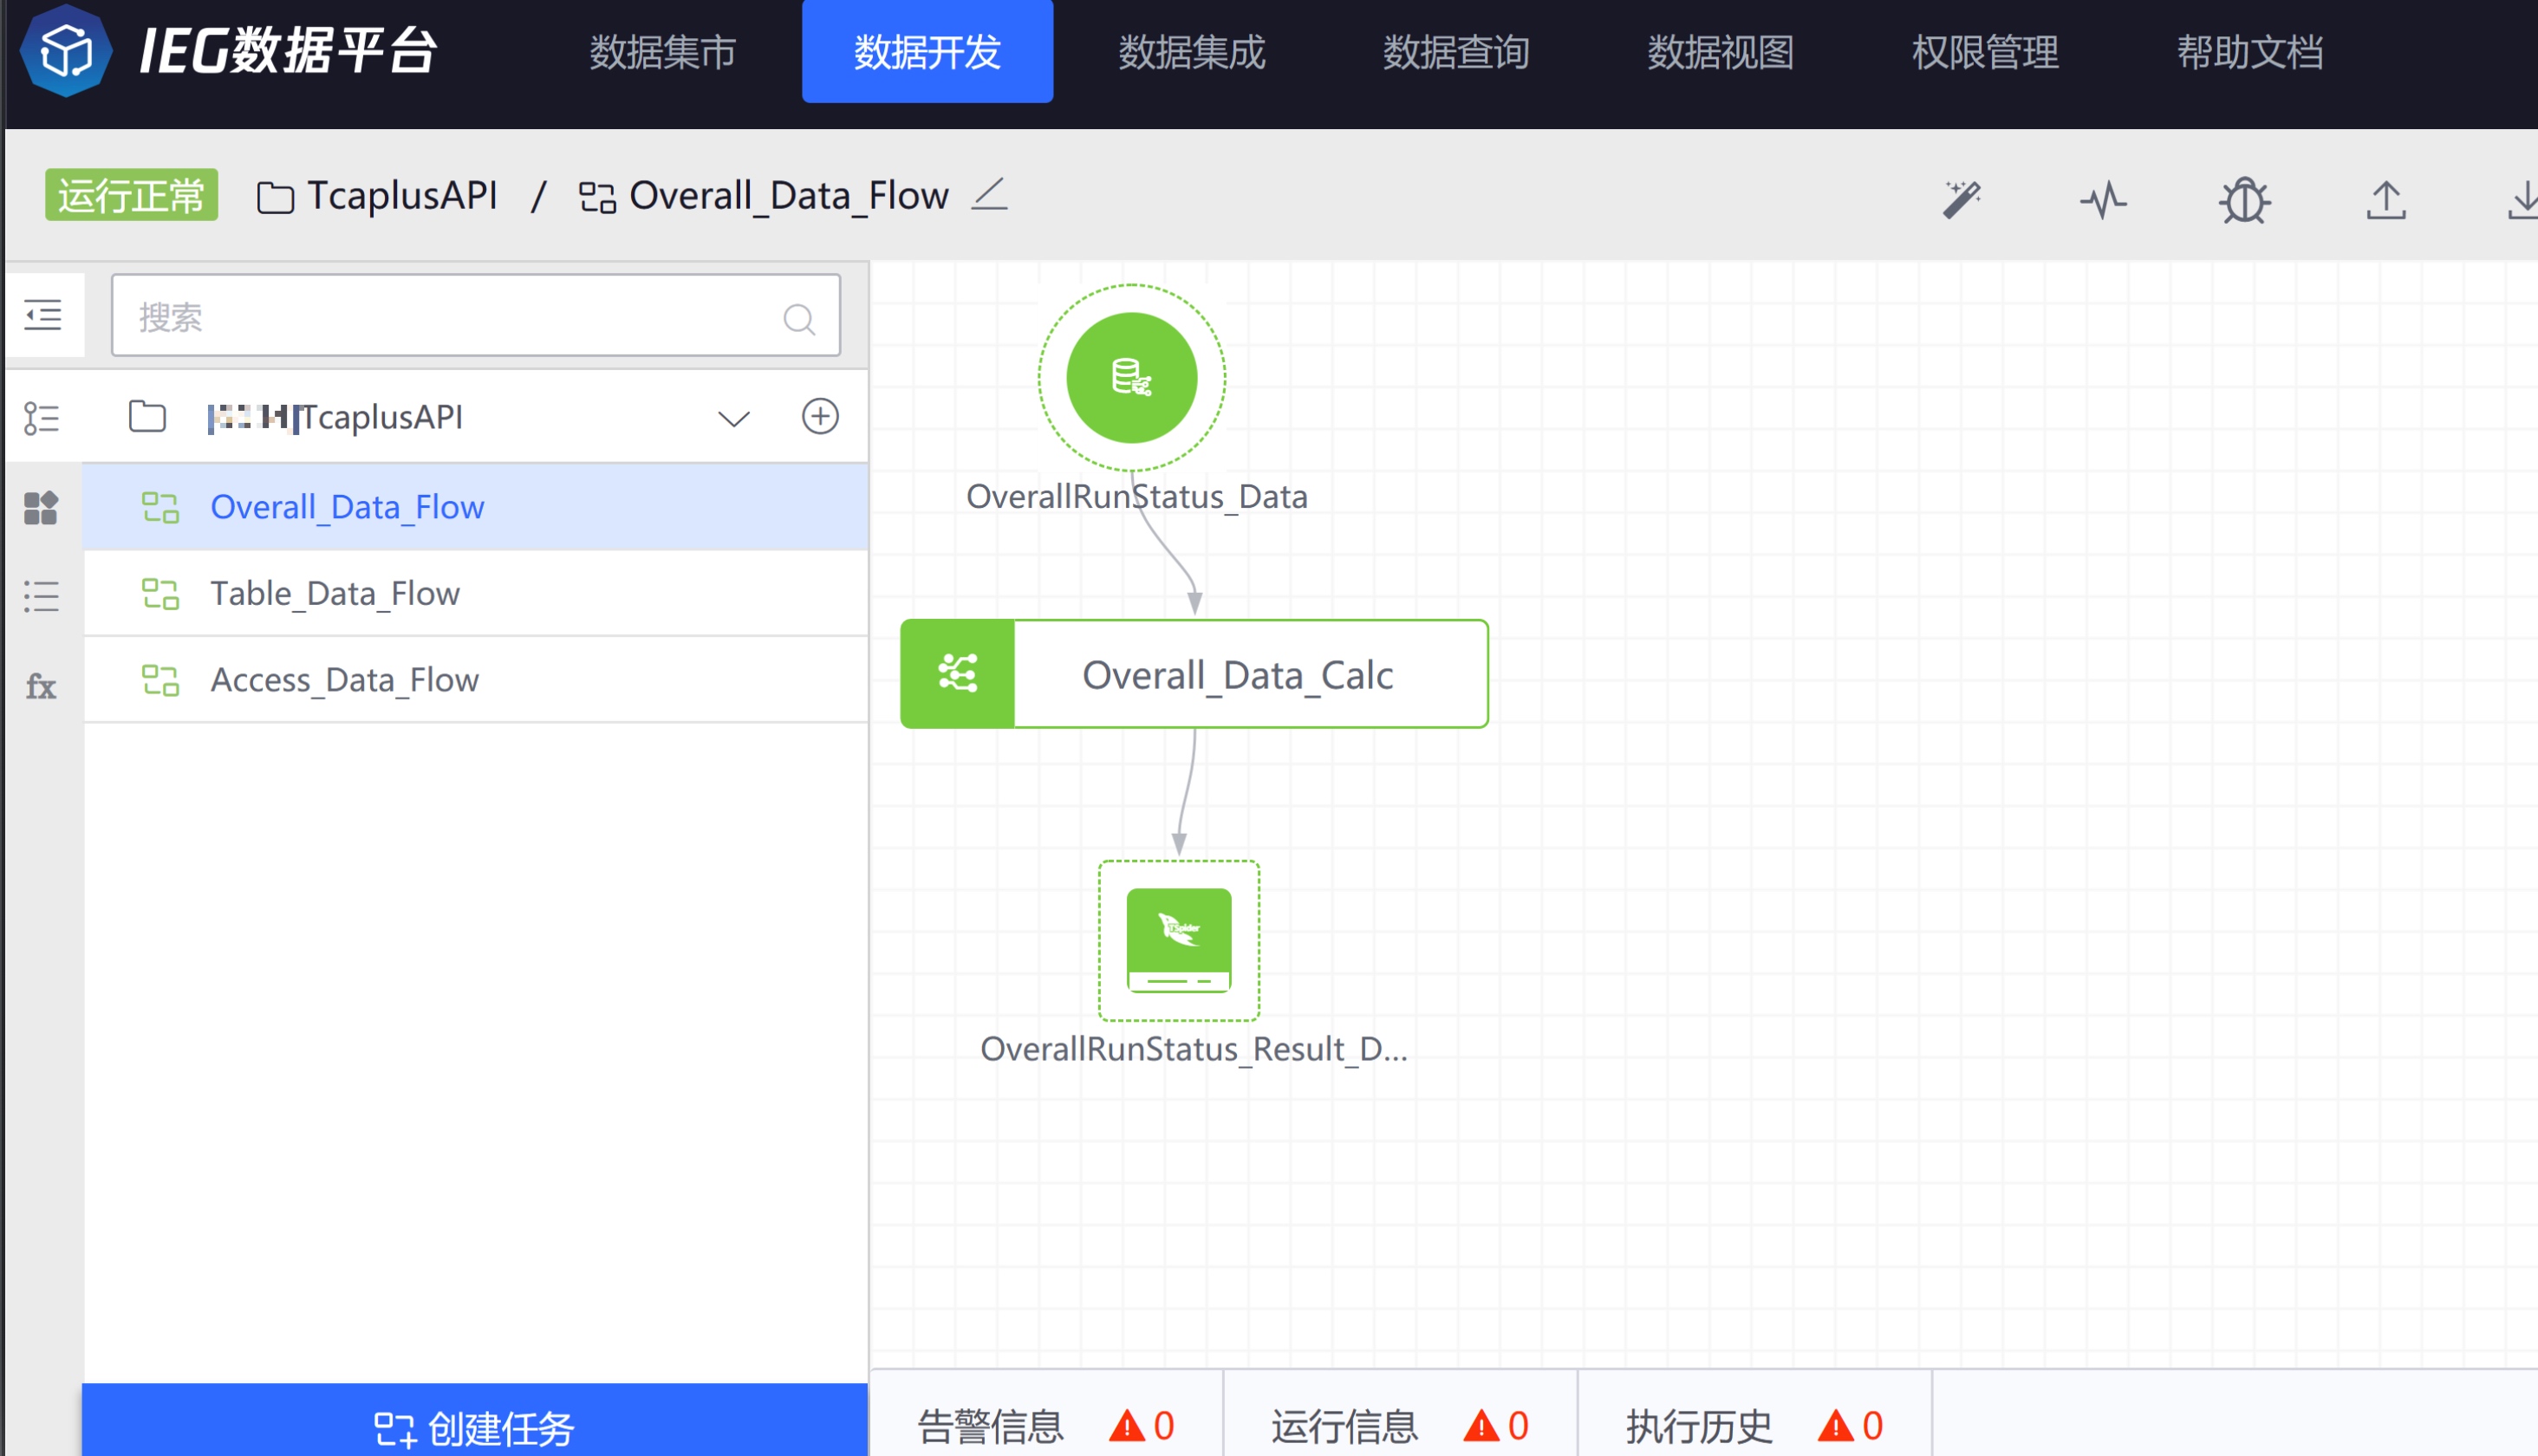 IEG数据平台 数据集市 数据开发 数据集成 数据查询 数据视图 权限管理 帮助文档
运行正常 TcaplusAPI / Overall_Data_Flow
搜索
TcaplusAPI
Overall_Data_Flow
Table_Data_Flow
Access_Data_Flow
fx
OverallRunStatus_Data
Overall_Data_Calc
TSpider
OverallRunStatus_Result_D...
创建任务
告警信息 0 运行信息 0 执行历史 0